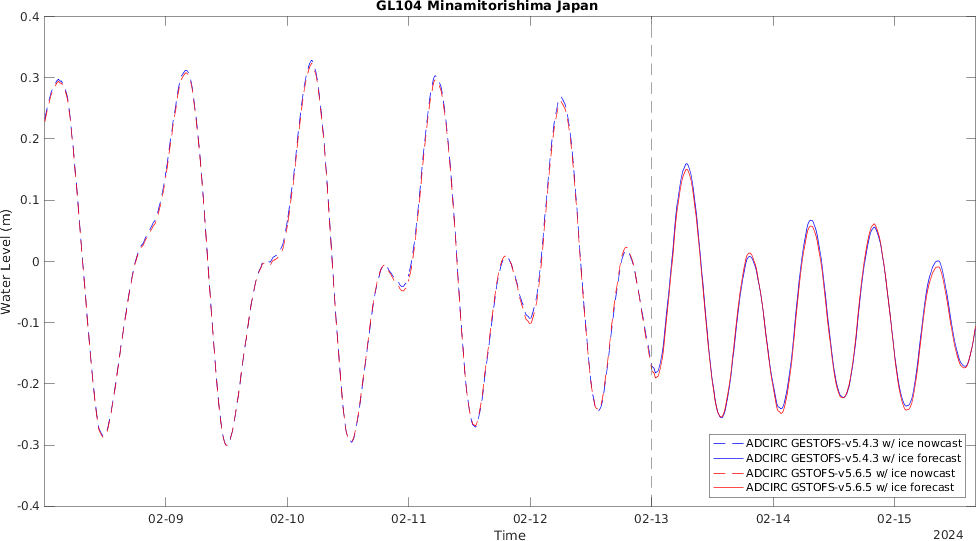 GL104 Minamitorishima Japan
0.4
0.3
0.2
0.1
0
-0.1
-0.2
-0.3
-0.4
Water Level (m)
02-09 02-10 02-11 02-12 02-13 02-14 02-15
Time
2024
ADCIRC GESTOFS-v5.4.3 w/ ice nowcast
ADCIRC GESTOFS-v5.4.3 w/ ice forecast
ADCIRC GSTOFS-v5.6.5 w/ ice nowcast
ADCIRC GSTOFS-v5.6.5 w/ ice forecast